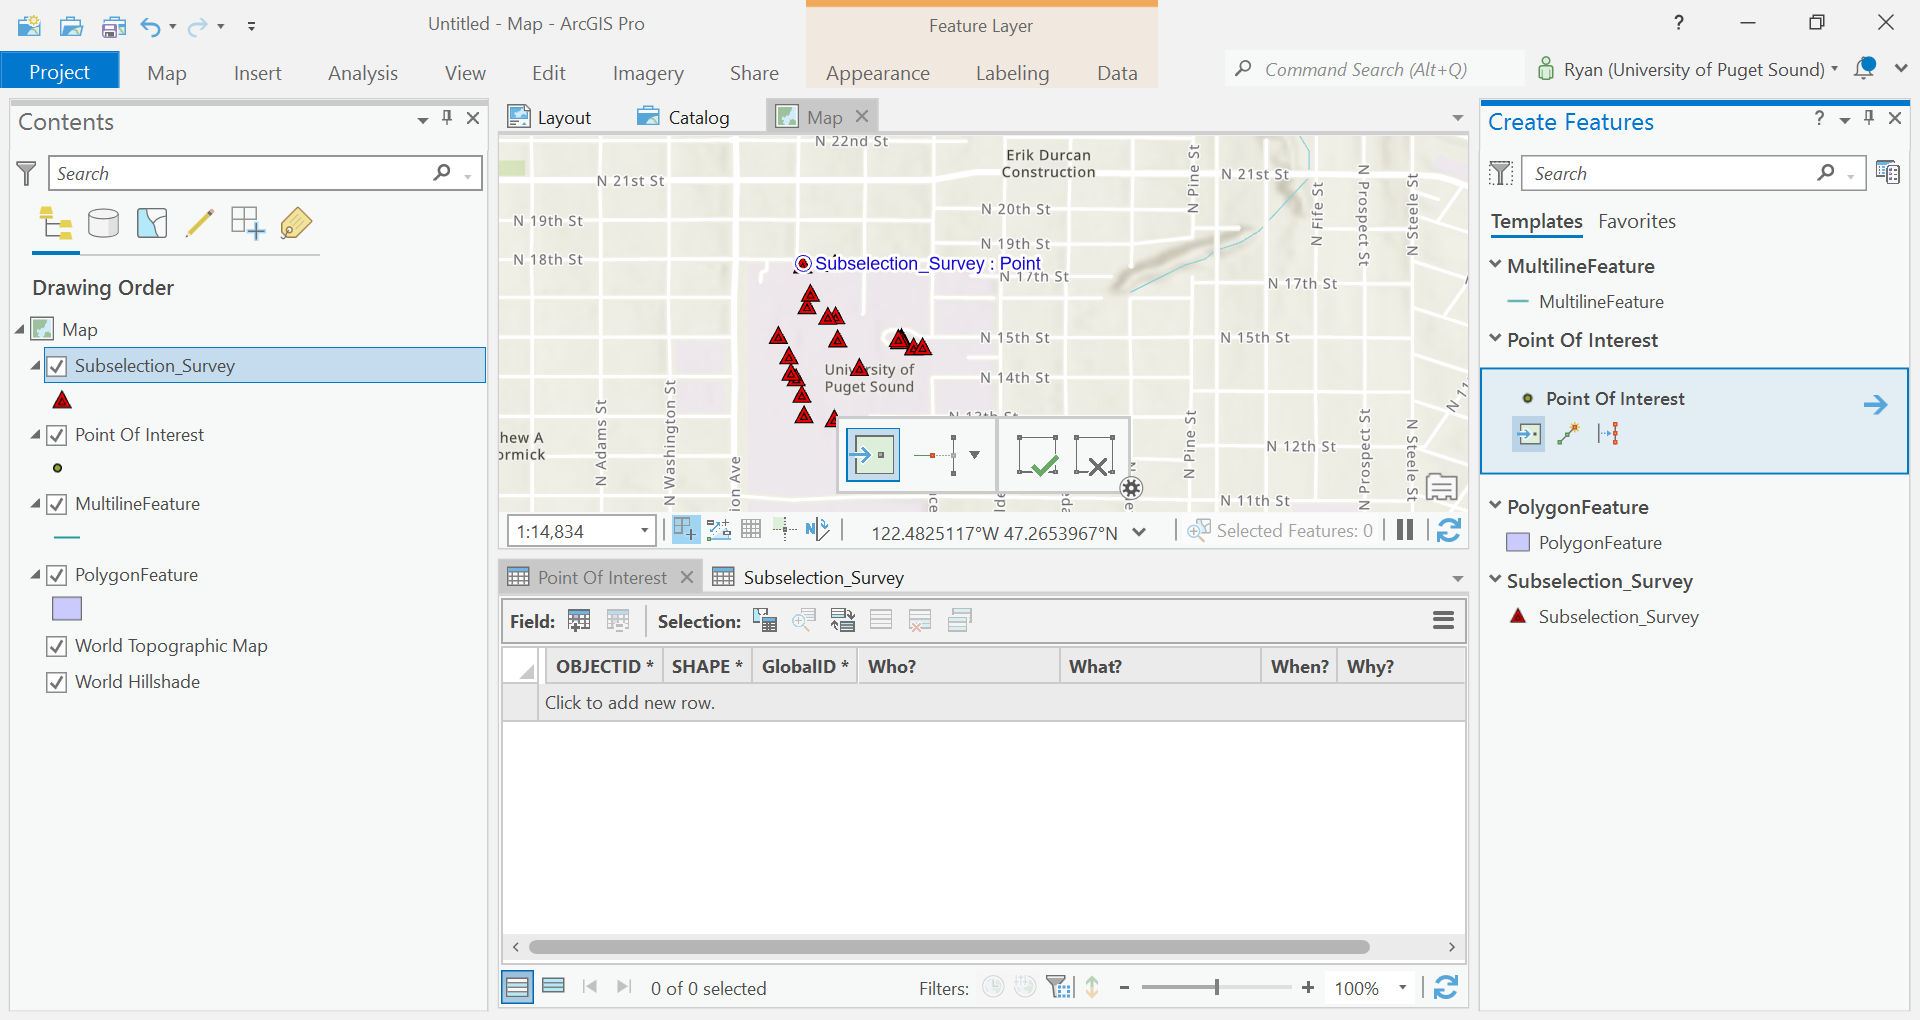 Untitled - Map - ArcGIS Pro
Feature Layer
?
Project
Map
Insert
Analysis
View
Edit
Imagery
Share
Appearance
Labeling
Data
Command Search (Alt+Q)
Ryan (University of Puget Sound)
Contents
Search
Drawing Order
Map
Subselection_Survey
Point Of Interest
MultilineFeature
PolygonFeature
World Topographic Map
World Hillshade
Layout
Catalog
Map
N 22nd St
Erik Durcan
Construction
N 21st St
N 21st St
N 20th St
N 19th St
N 19th St
N 18th St
Subselection_Survey : Point
N 17th St
N 17th St
N 15th St
N 15th St
University of
Puget Sound
N 14th St
N 13th St
N 12th St
N 11th St
N 11
hew A
ormick
N Adams St
N Washington St
ion Ave
N Pine St
N Pine St
N Fife St
N Prospect St
N Prospect St
N Steele St
N Steele St
1:14,834
122.4825117°W 47.2653967°N
Selected Features: 0
Point Of Interest
Subselection_Survey
Field:
Selection:
OBJECTID *
SHAPE *
GlobalID *
Who?
What?
When?
Why?
Click to add new row.
0 of 0 selected
Filters:
100%
Create Features
?
Search
Templates
Favorites
MultilineFeature
MultilineFeature
Point Of Interest
Point Of Interest
PolygonFeature
PolygonFeature
Subselection_Survey
Subselection_Survey